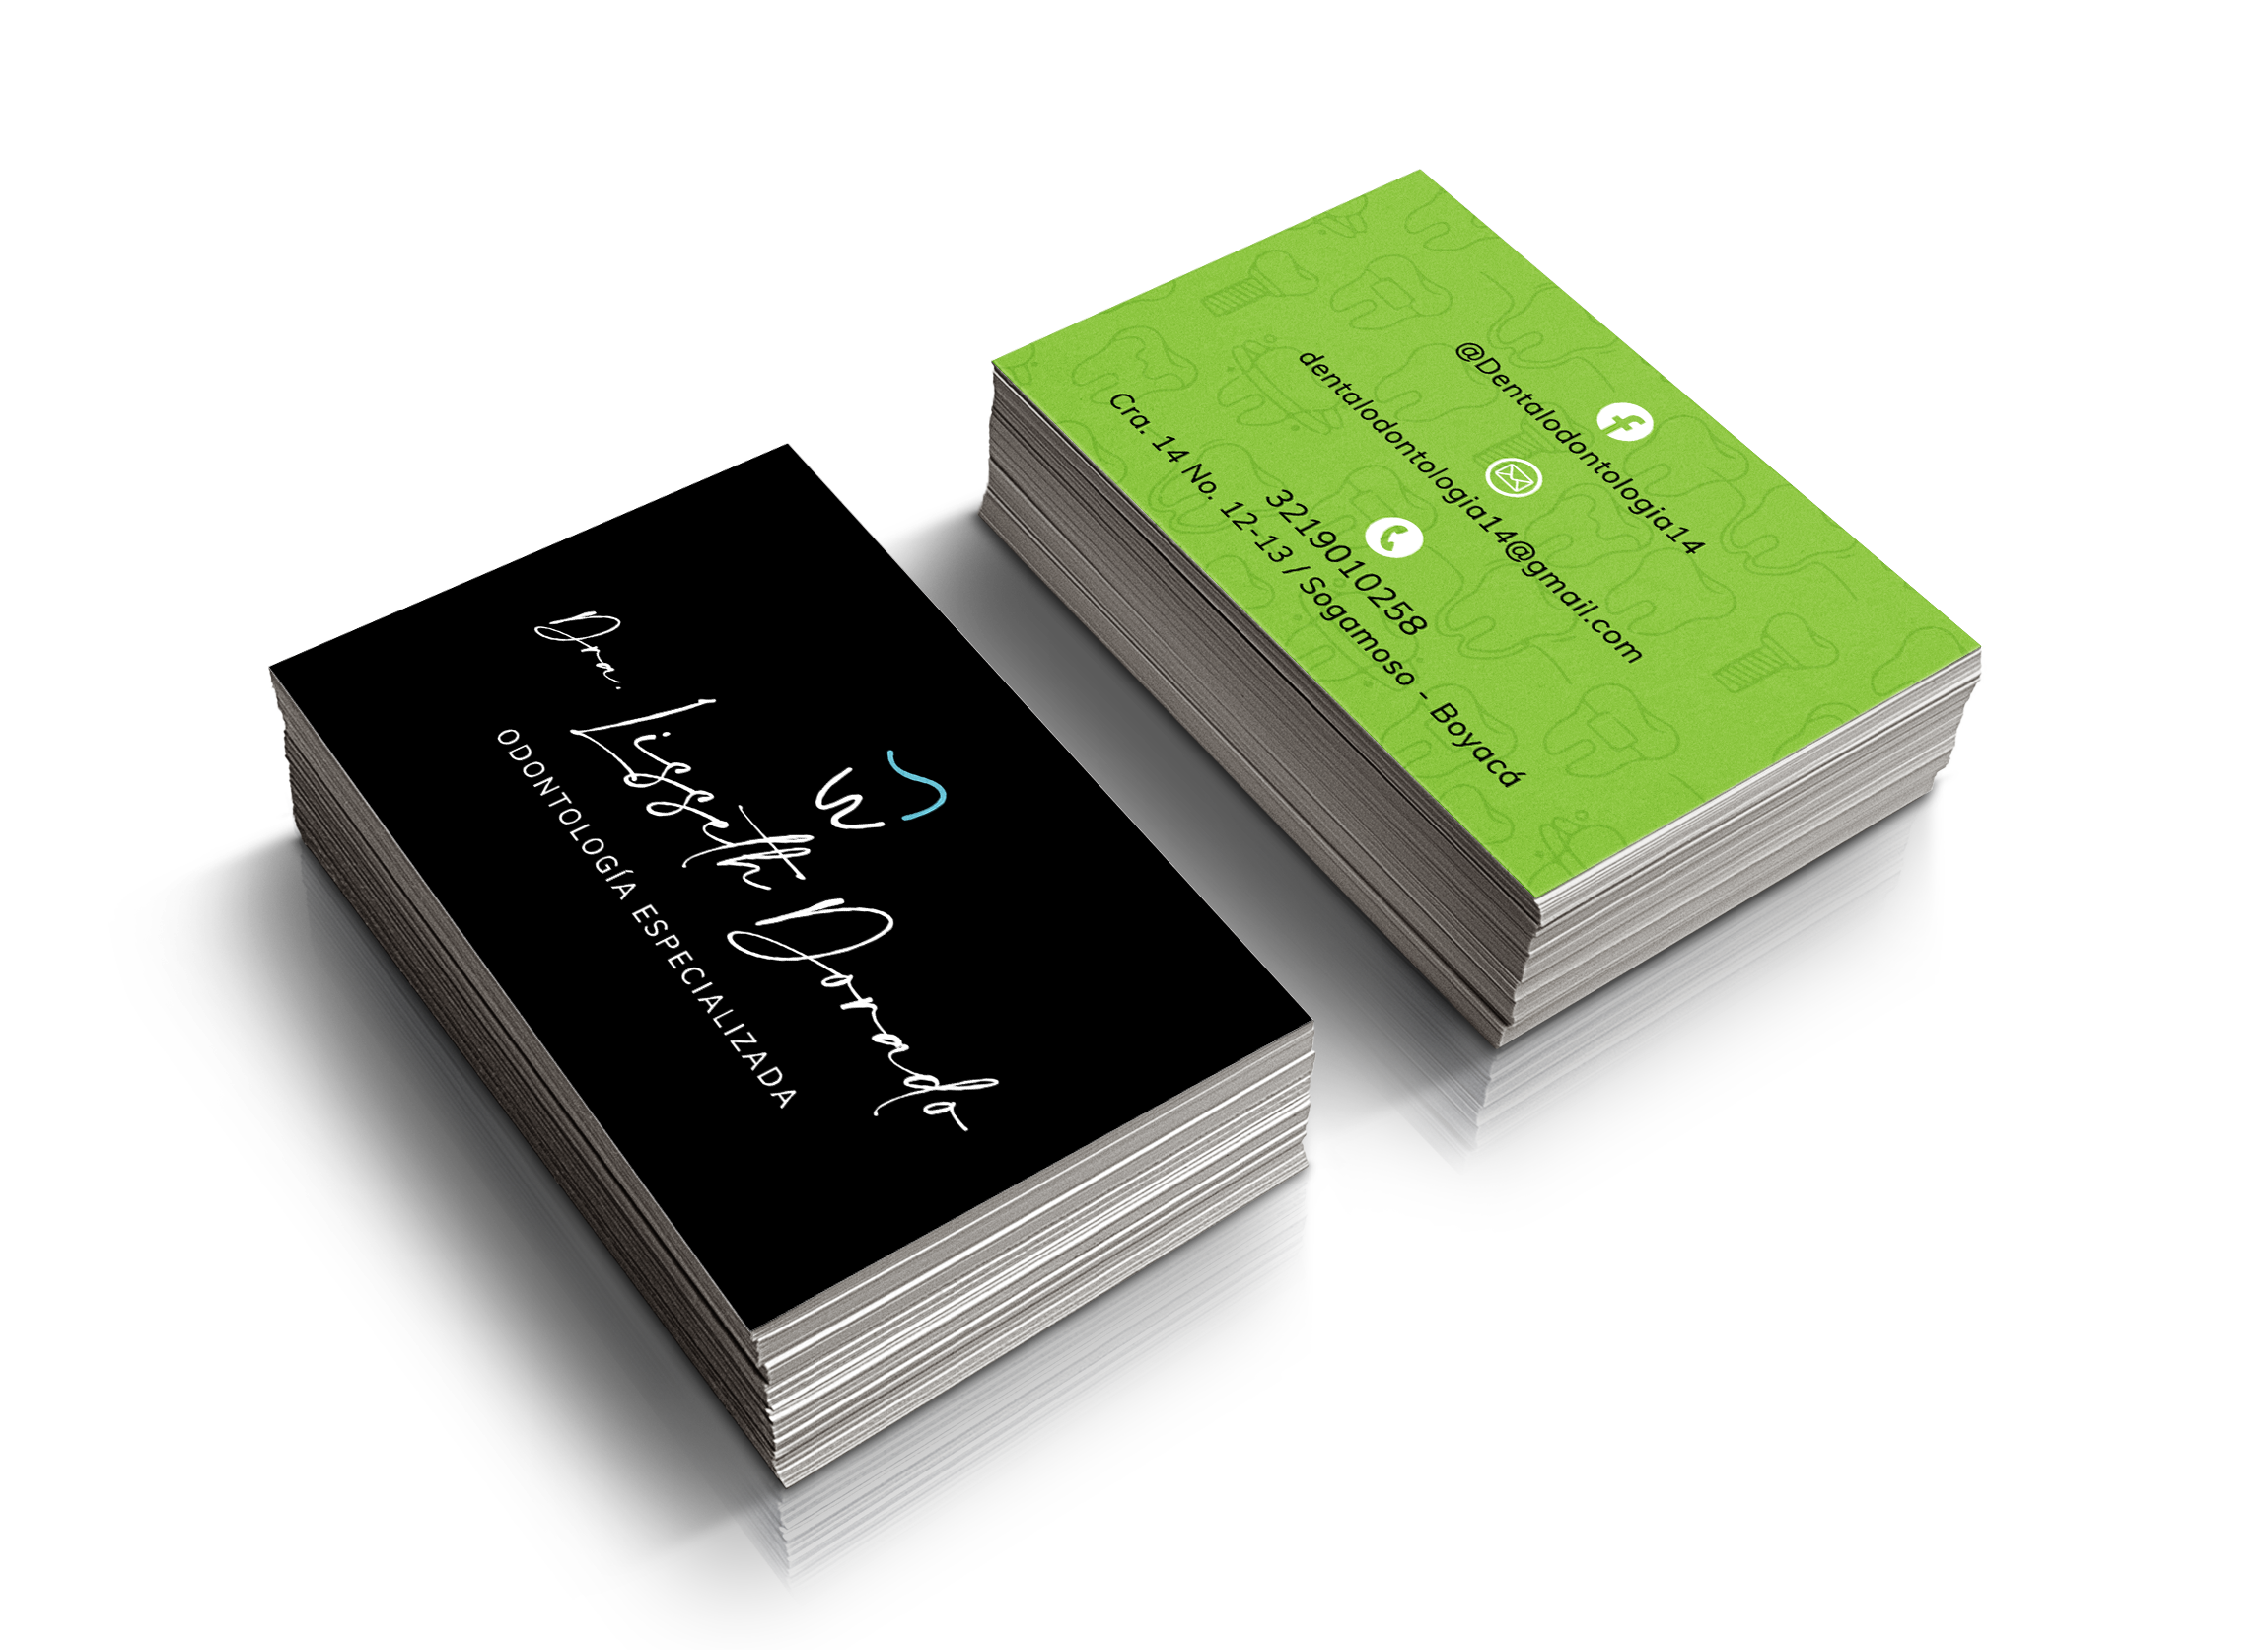 Dra. Lisseth Dorado
ODONTOLOGÍA ESPECIALIZADA
@Dentalodontologia14
dentalodontologia14@gmail.com
3219010258
Cra. 14 No. 12-13 / Sogamoso - Boyacá